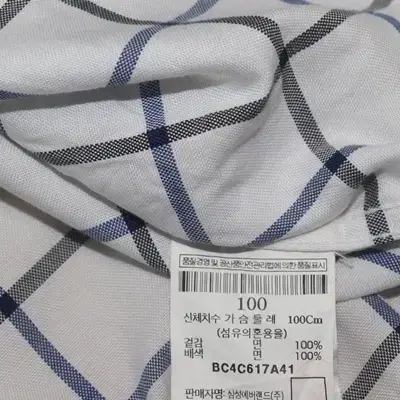 품질경영 및 공산품안전관리법에 의한 품질표시
100
신체치수 가 슴 둘 레 100Cm
(섬유의혼용율)
겉감 면 100%
배색 면 100%
BC4C617A41
판매자명 : 삼성에버랜드(주)